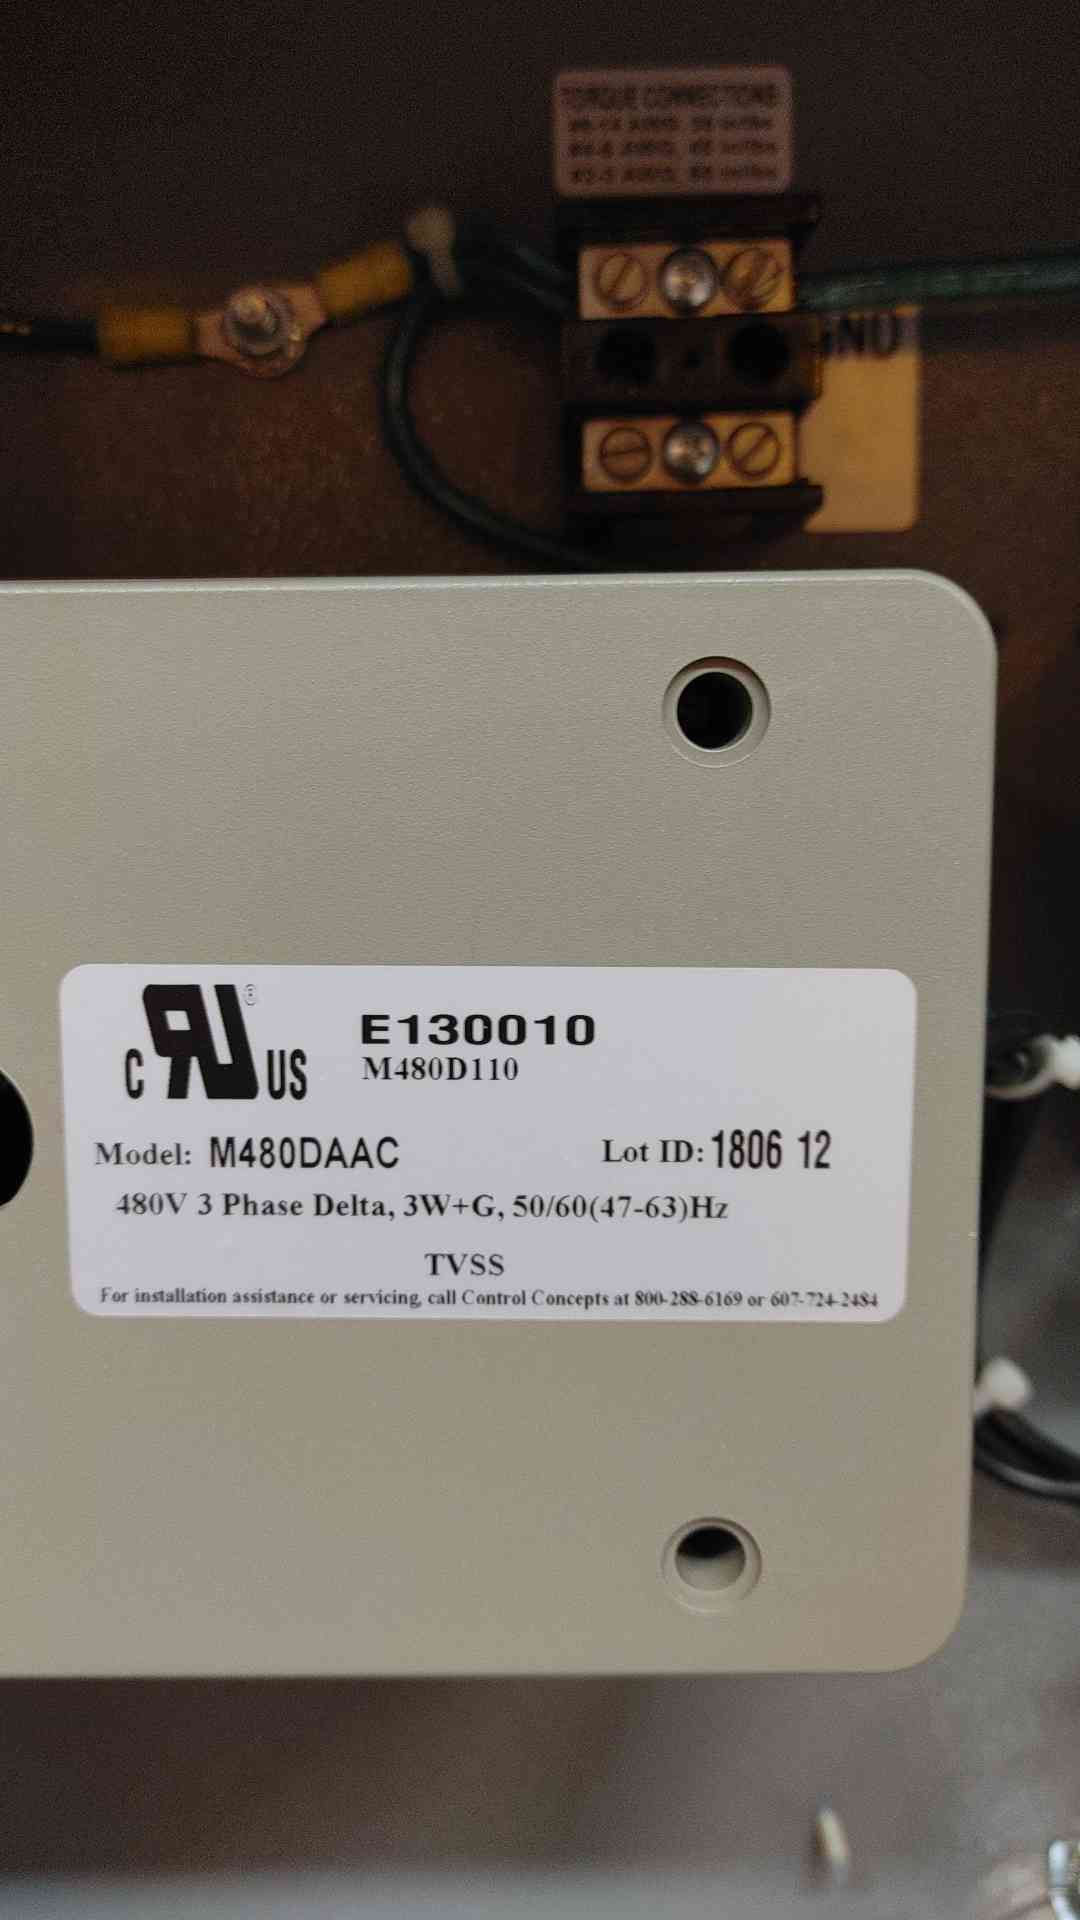 TORQUE CONNECTIONS
GND
c RU ® US
E130010
M480D110
Model: M480DAAC Lot ID: 1806 12
480V 3 Phase Delta, 3W+G, 50/60(47-63)Hz
TVSS
For installation assistance or servicing, call Control Concepts at 800-288-6169 or 607-724-2484